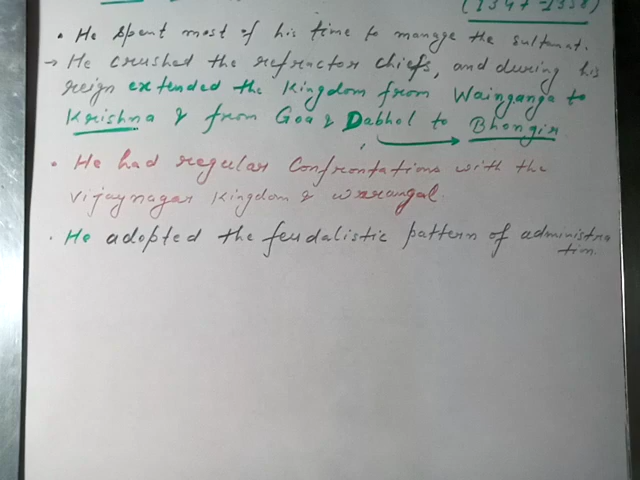 (1347-1358)
• He spent most of his time to manage the sultanat.
→ He crushed the refractor chiefs, and during his
reign extended the Kingdom from Wainganga to
Krishna & from Goa & Dabhol to Bhongir
• He had regular Confrontations with the
Vijaynagar Kingdom & warangal.
• He adopted the feudalistic pattern of administra
tion.